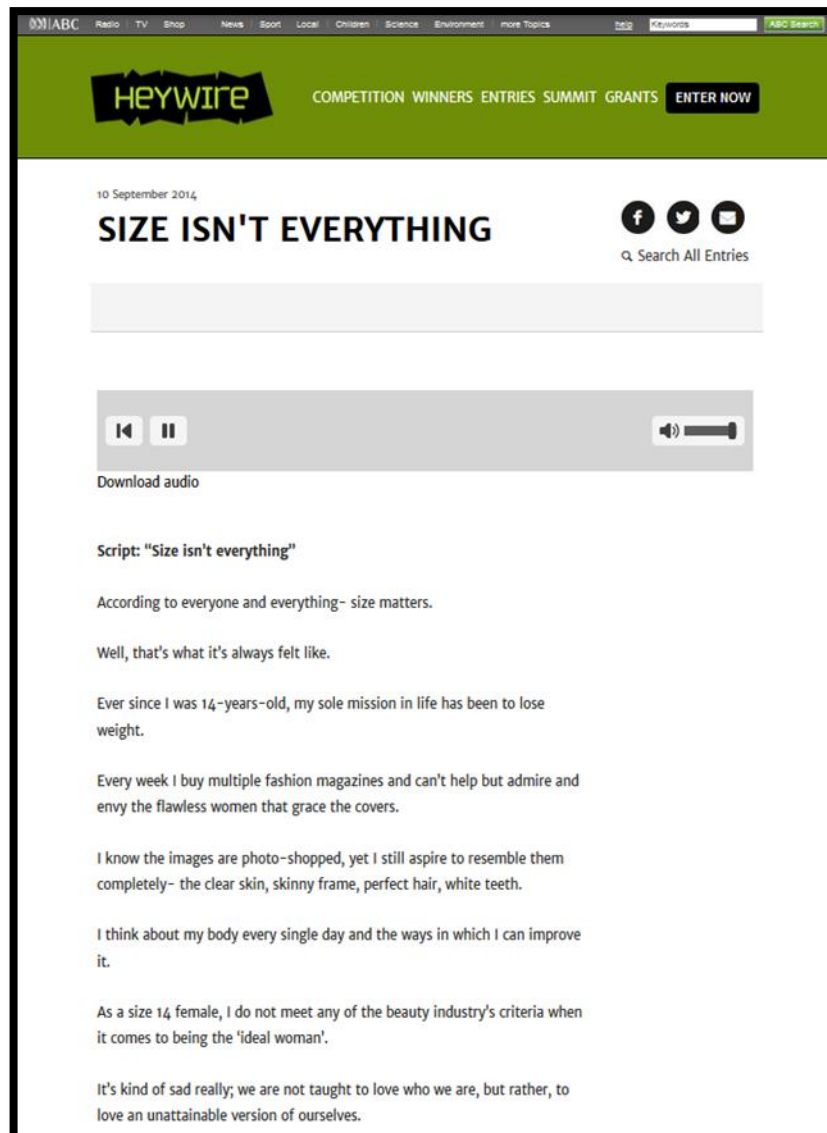 ABC Radio TV Shop News Sport Local Children Science Environment more Topics help Keywords ABC Search
HeYWIre
COMPETITION WINNERS ENTRIES SUMMIT GRANTS ENTER NOW
10 September 2014
SIZE ISN'T EVERYTHING
Search All Entries
Download audio
Script: “Size isn’t everything”
According to everyone and everything- size matters.
Well, that's what it's always felt like.
Ever since I was 14-years-old, my sole mission in life has been to lose
weight.
Every week I buy multiple fashion magazines and can't help but admire and
envy the flawless women that grace the covers.
I know the images are photo-shopped, yet I still aspire to resemble them
completely- the clear skin, skinny frame, perfect hair, white teeth.
I think about my body every single day and the ways in which I can improve
it.
As a size 14 female, I do not meet any of the beauty industry's criteria when
it comes to being the ‘ideal woman’.
It's kind of sad really; we are not taught to love who we are, but rather, to
love an unattainable version of ourselves.